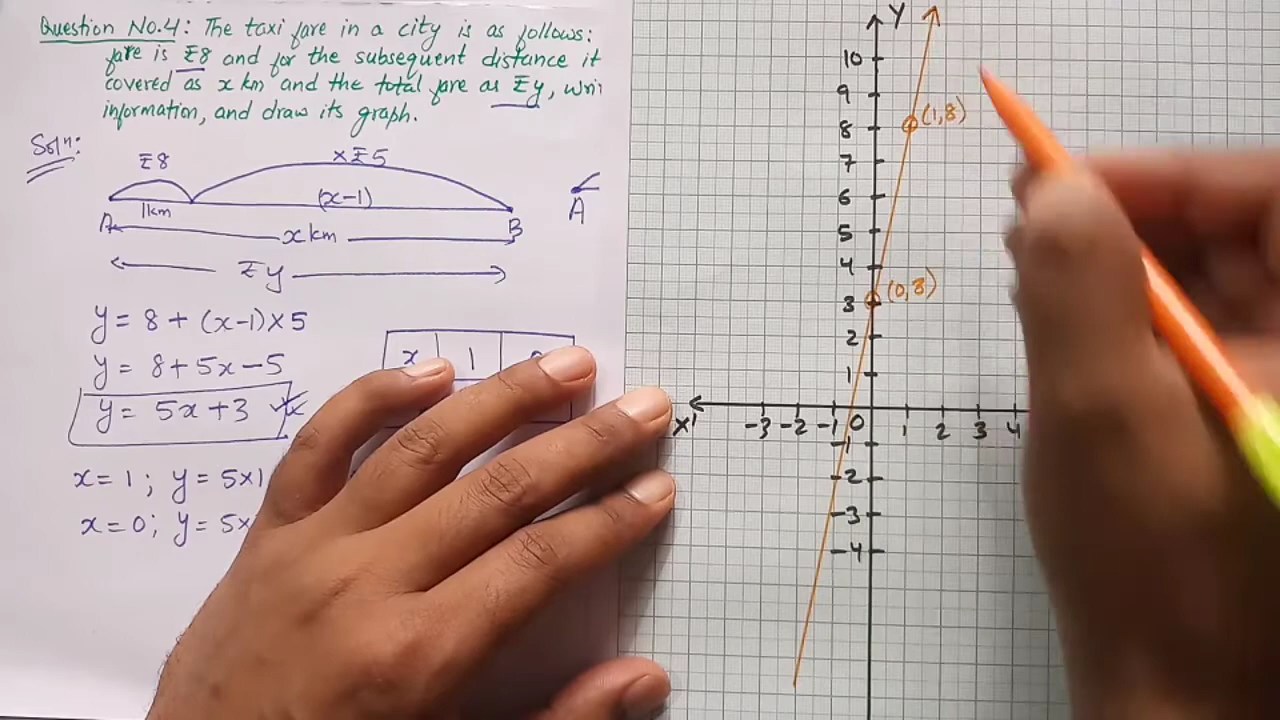 Question No.4: The taxi fare in a city is as follows:
fare is ₹8 and for the subsequent distance it
covered as x km and the total fare as ₹y, wri
information, and draw its graph.
Soln:
₹8
x₹5
1km
(x-1)
A
B
x km
₹y
A
y = 8 + (x-1)×5
y = 8+5x-5
y = 5x+3
x=1; y = 5×1
x=0; y = 5×
x 1
Y
10
9
8
(1,8)
7
6
5
4
3
(0,3)
2
1
X' -3 -2 -1 0 1 2 3 4
-1
-2
-3
-4